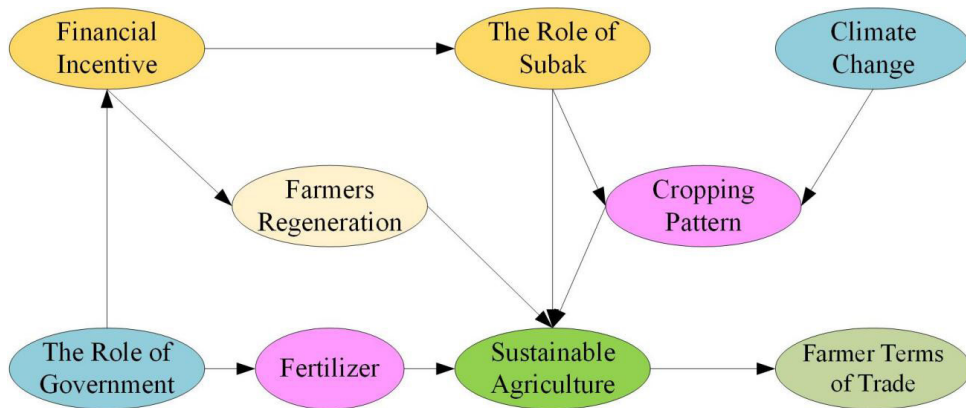 Financial
Incentive
The Role of
Subak
Climate
Change
Farmers
Regeneration
Cropping
Pattern
The Role of
Government
Fertilizer
Sustainable
Agriculture
Farmer Terms
of Trade